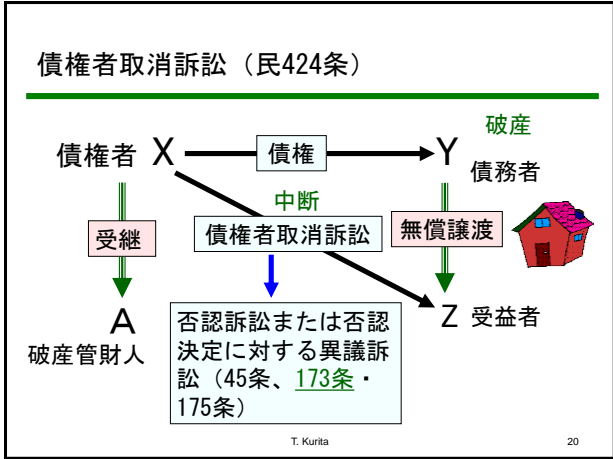 債権者取消訴訟（民424条）
破産
債権者 X
債権
Y
債務者
中断
受継
債権者取消訴訟
無償譲渡
A
破産管財人
否認訴訟または否認
決定に対する異議訴
訟（45条、173条・
175条）
Z 受益者
T. Kurita
20